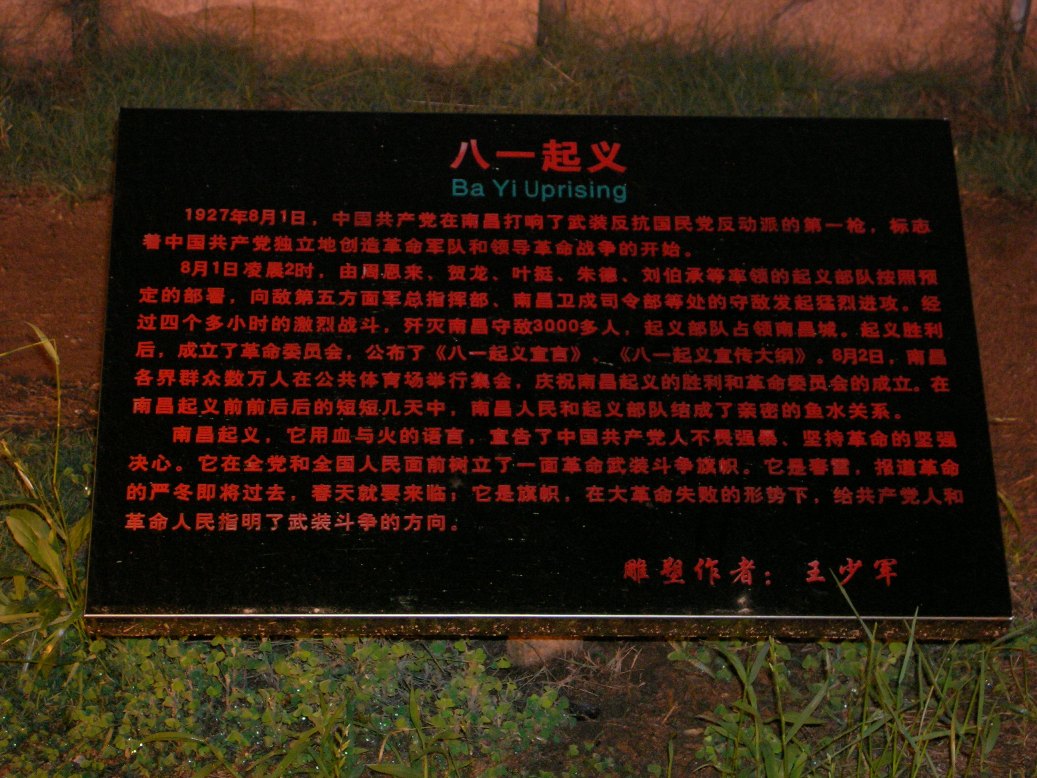 八一起义
Ba Yi Uprising
1927年8月1日，中国共产党在南昌打响了武装反抗国民党反动派的第一枪，标志
着中国共产党独立地创造革命军队和领导革命战争的开始。
8月1日凌晨2时，由周恩来、贺龙、叶挺、朱德、刘伯承等率领的起义部队按照预
定的部署，向敌第五方面军总指挥部、南昌卫戍司令部等处的守敌发起猛烈进攻。经
过四个多小时的激烈战斗，歼灭南昌守敌3000多人，起义部队占领南昌城。起义胜利
后，成立了革命委员会，公布了《八一起义宣言》、《八一起义宣传大纲》。8月2日，南昌
各界群众数万人在公共体育场举行集会，庆祝南昌起义的胜利和革命委员会的成立。在
南昌起义前前后后的短短几天中，南昌人民和起义部队结成了亲密的鱼水关系。
南昌起义，它用血与火的语言，宣告了中国共产党人不畏强暴、坚持革命的坚强
决心。它在全党和全国人民面前树立了一面革命武装斗争旗帜。它是春雷，报道革命
的严冬即将过去，春天就要来临；它是旗帜，在大革命失败的形势下，给共产党人和
革命人民指明了武装斗争的方向。
雕塑作者：王少军